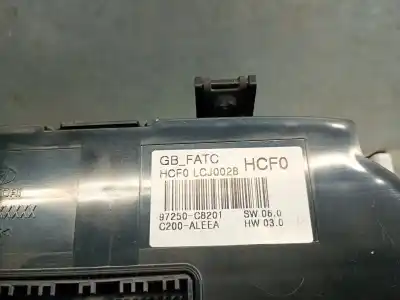 GB_FATC
HCF0 LCJ002B HCF0
97250-C8201 SW 06.0
C200-ALEEA HW 03.0